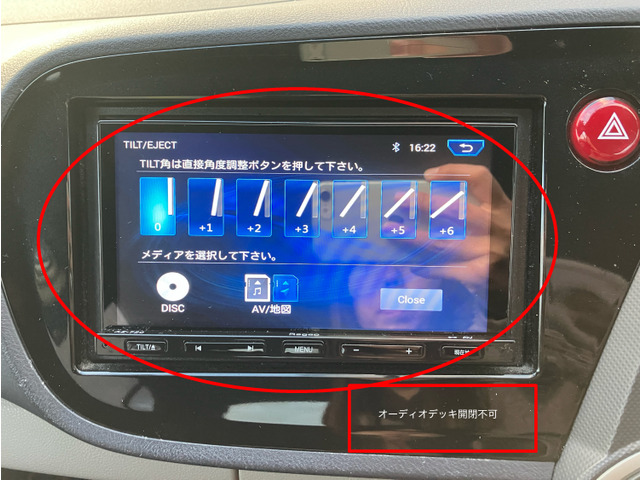 TILT/EJECT
16:22
TILT角は直接角度調整ボタンを押して下さい。
0 +1 +2 +3 +4 +5 +6
メディアを選択して下さい。
DISC
AV/地図
Close
TILT/⏏
MENU
− +
現在地
オーディオデッキ開閉不可